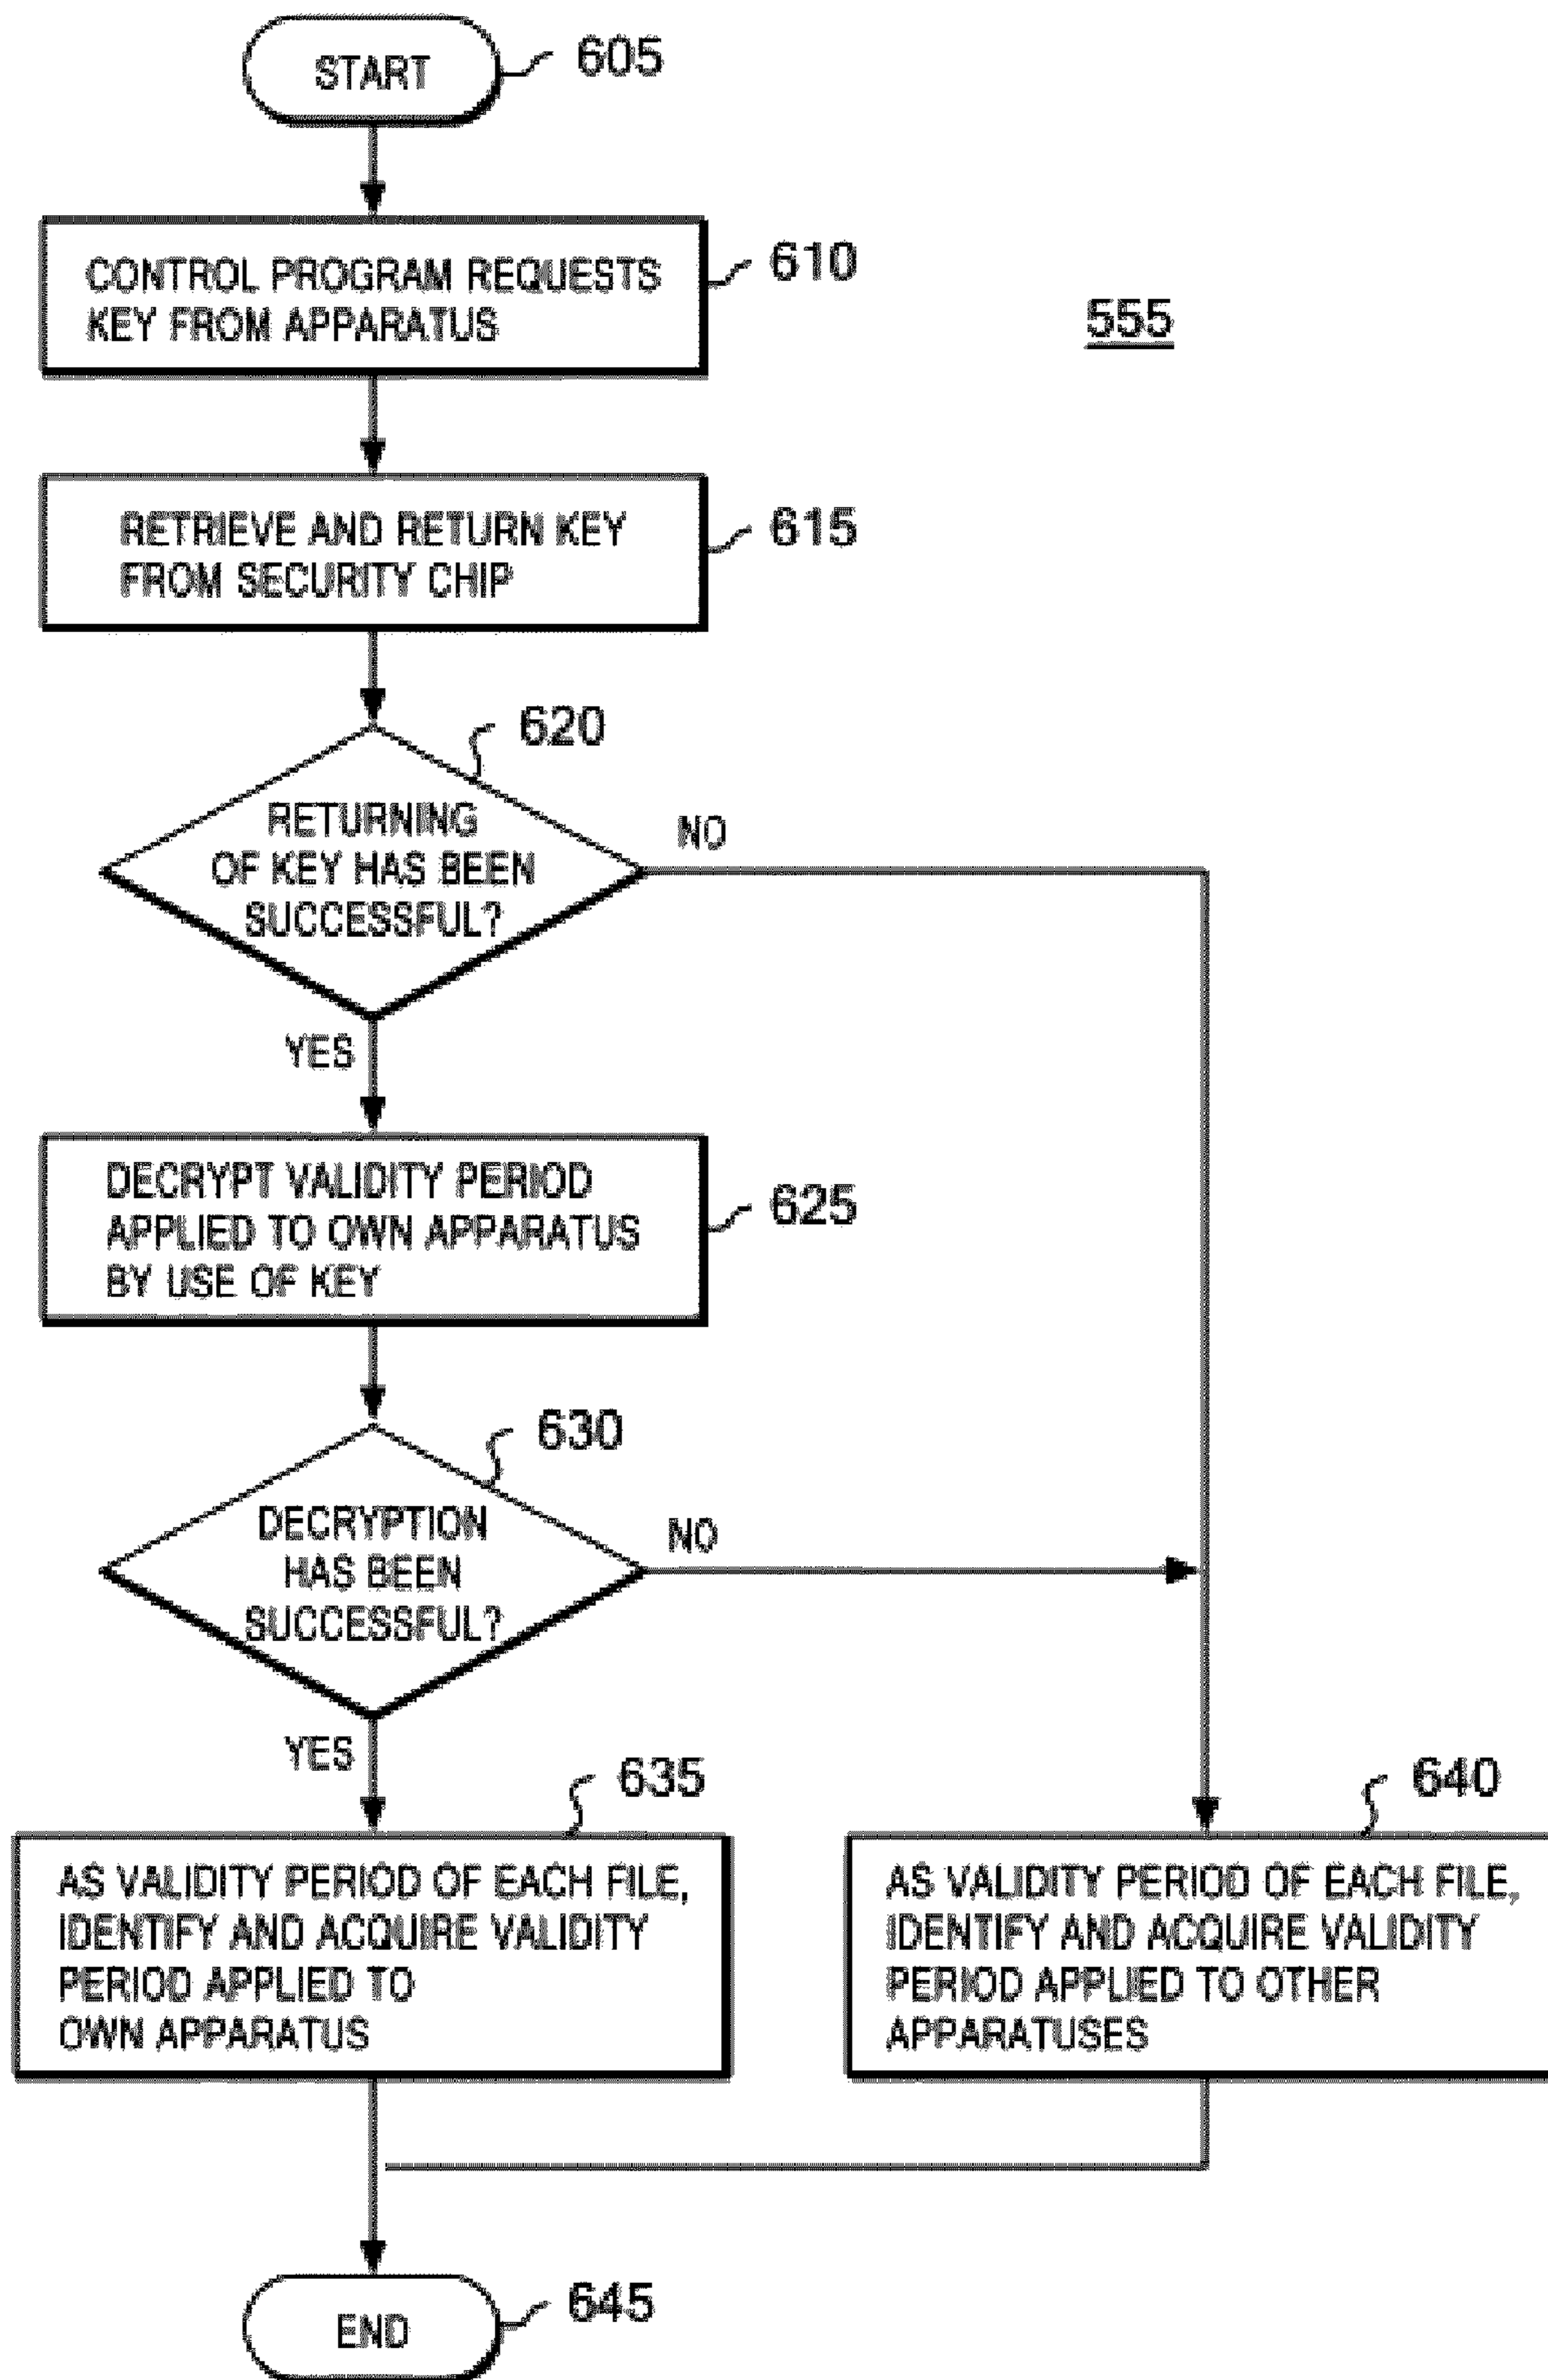 START
605
CONTROL PROGRAM REQUESTS
KEY FROM APPARATUS
610
555
RETRIEVE AND RETURN KEY
FROM SECURITY CHIP
615
620
RETURNING
OF KEY HAS BEEN
SUCCESSFUL?
NO
YES
DECRYPT VALIDITY PERIOD
APPLIED TO OWN APPARATUS
BY USE OF KEY
625
630
DECRYPTION
HAS BEEN
SUCCESSFUL?
NO
YES
635
AS VALIDITY PERIOD OF EACH FILE,
IDENTIFY AND ACQUIRE VALIDITY
PERIOD APPLIED TO
OWN APPARATUS
640
AS VALIDITY PERIOD OF EACH FILE,
IDENTIFY AND ACQUIRE VALIDITY
PERIOD APPLIED TO OTHER
APPARATUSES
END
645